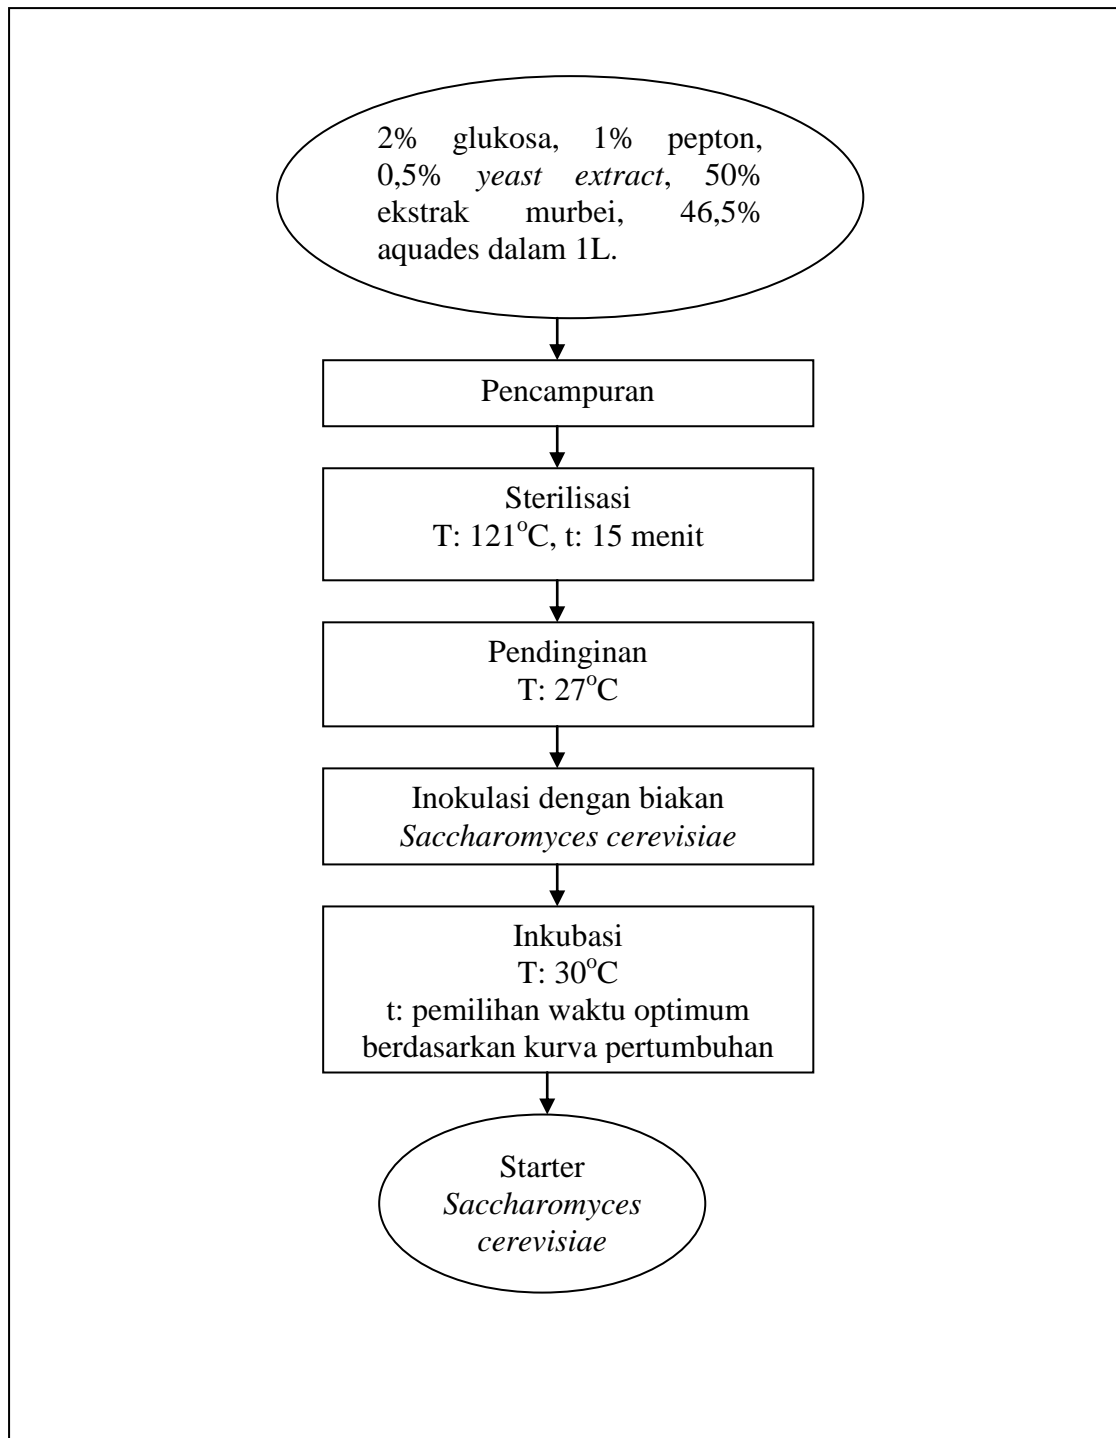 2% glukosa, 1% pepton,
0,5% yeast extract, 50%
ekstrak murbei, 46,5%
aquades dalam 1L.
Pencampuran
Sterilisasi
T: 121°C, t: 15 menit
Pendinginan
T: 27°C
Inokulasi dengan biakan
Saccharomyces cerevisiae
Inkubasi
T: 30°C
t: pemilihan waktu optimum
berdasarkan kurva pertumbuhan
Starter
Saccharomyces
cerevisiae